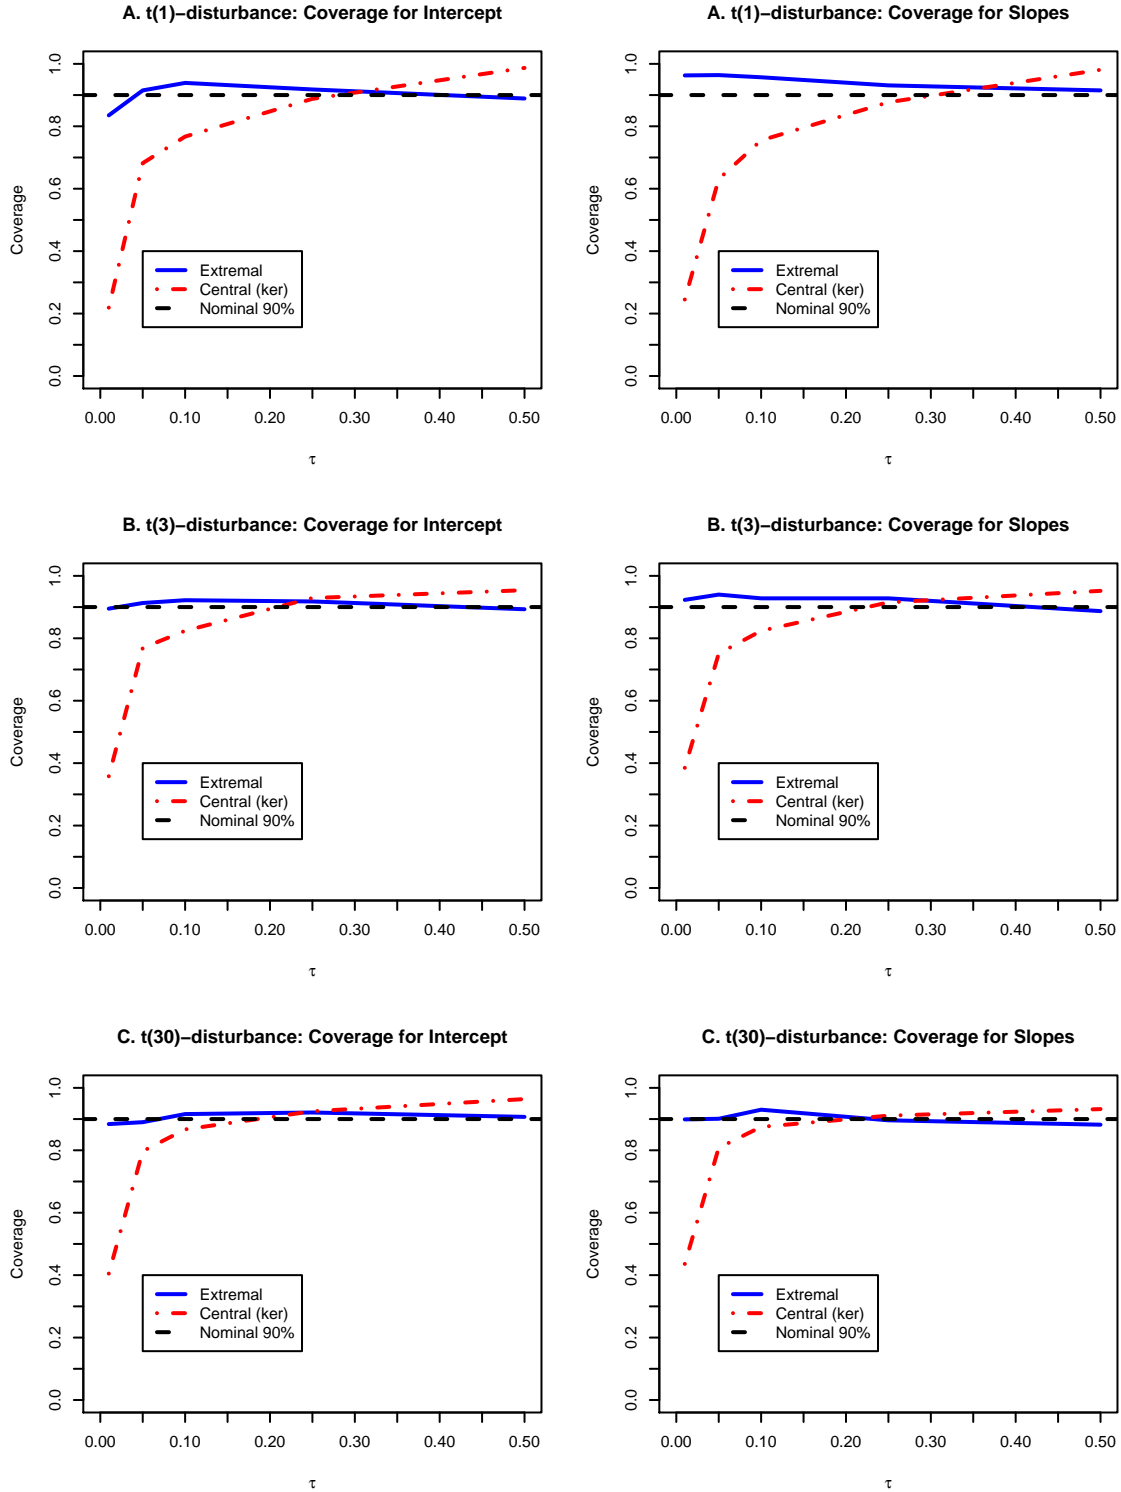 A. t(1)−disturbance: Coverage for Intercept
Coverage
1.0
0.8
0.6
0.4
0.2
0.0
Extremal
Central (ker)
Nominal 90%
0.00 0.10 0.20 0.30 0.40 0.50
τ
A. t(1)−disturbance: Coverage for Slopes
Coverage
1.0
0.8
0.6
0.4
0.2
0.0
Extremal
Central (ker)
Nominal 90%
0.00 0.10 0.20 0.30 0.40 0.50
τ
B. t(3)−disturbance: Coverage for Intercept
Coverage
1.0
0.8
0.6
0.4
0.2
0.0
Extremal
Central (ker)
Nominal 90%
0.00 0.10 0.20 0.30 0.40 0.50
τ
B. t(3)−disturbance: Coverage for Slopes
Coverage
1.0
0.8
0.6
0.4
0.2
0.0
Extremal
Central (ker)
Nominal 90%
0.00 0.10 0.20 0.30 0.40 0.50
τ
C. t(30)−disturbance: Coverage for Intercept
Coverage
1.0
0.8
0.6
0.4
0.2
0.0
Extremal
Central (ker)
Nominal 90%
0.00 0.10 0.20 0.30 0.40 0.50
τ
C. t(30)−disturbance: Coverage for Slopes
Coverage
1.0
0.8
0.6
0.4
0.2
0.0
Extremal
Central (ker)
Nominal 90%
0.00 0.10 0.20 0.30 0.40 0.50
τ